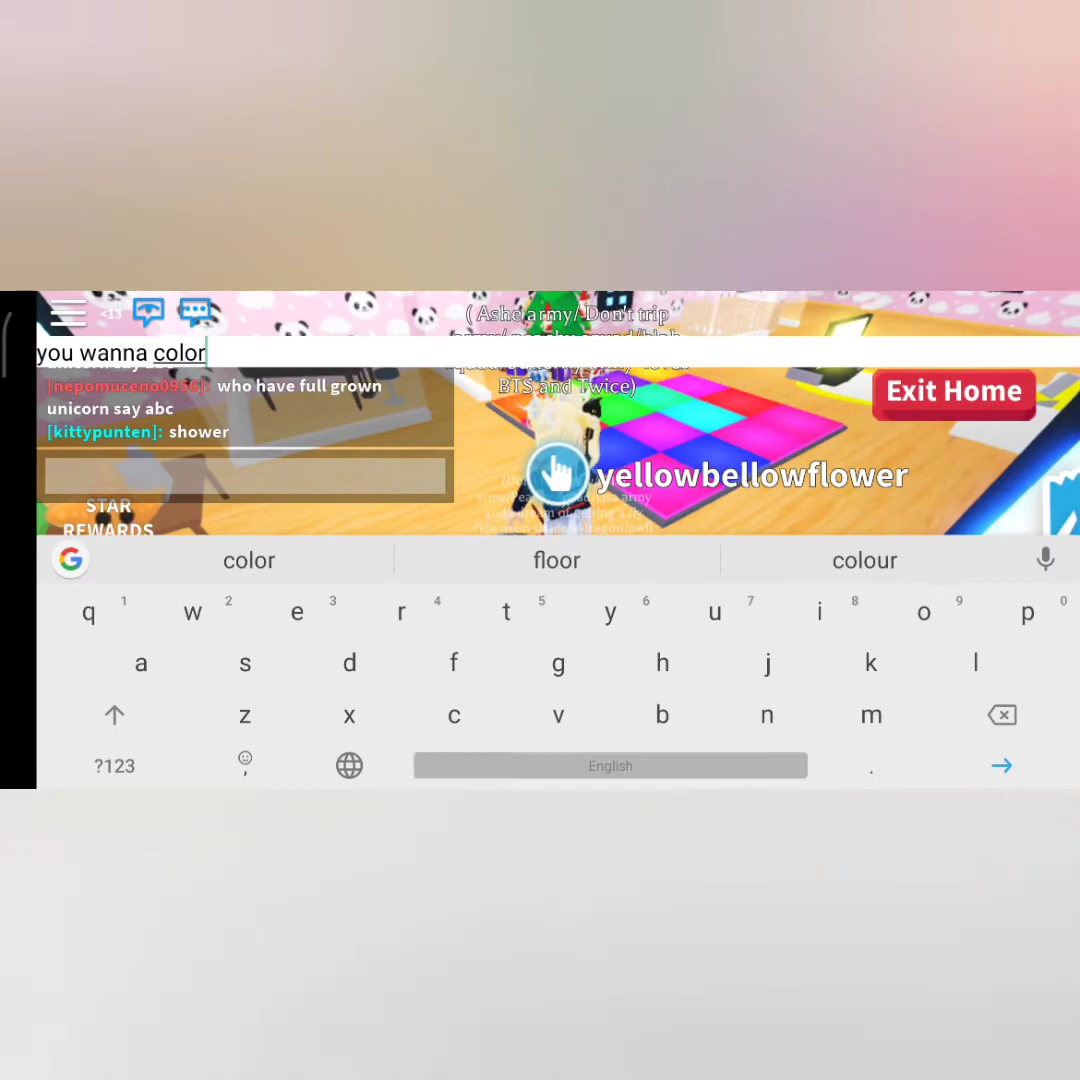 <13
( Ashe army/ Don't trip
you wanna color
BTS and Twice)
[nepomuceno0956]: who have full grown
unicorn say abc
[kittypunten]: shower
Exit Home
yellowbellowflower
STAR
REWARDS
color floor colour
q 1 w 2 e 3 r 4 t 5 y 6 u 7 i 8 o 9 p 0
a s d f g h j k l
z x c v b n m
?123 , English .